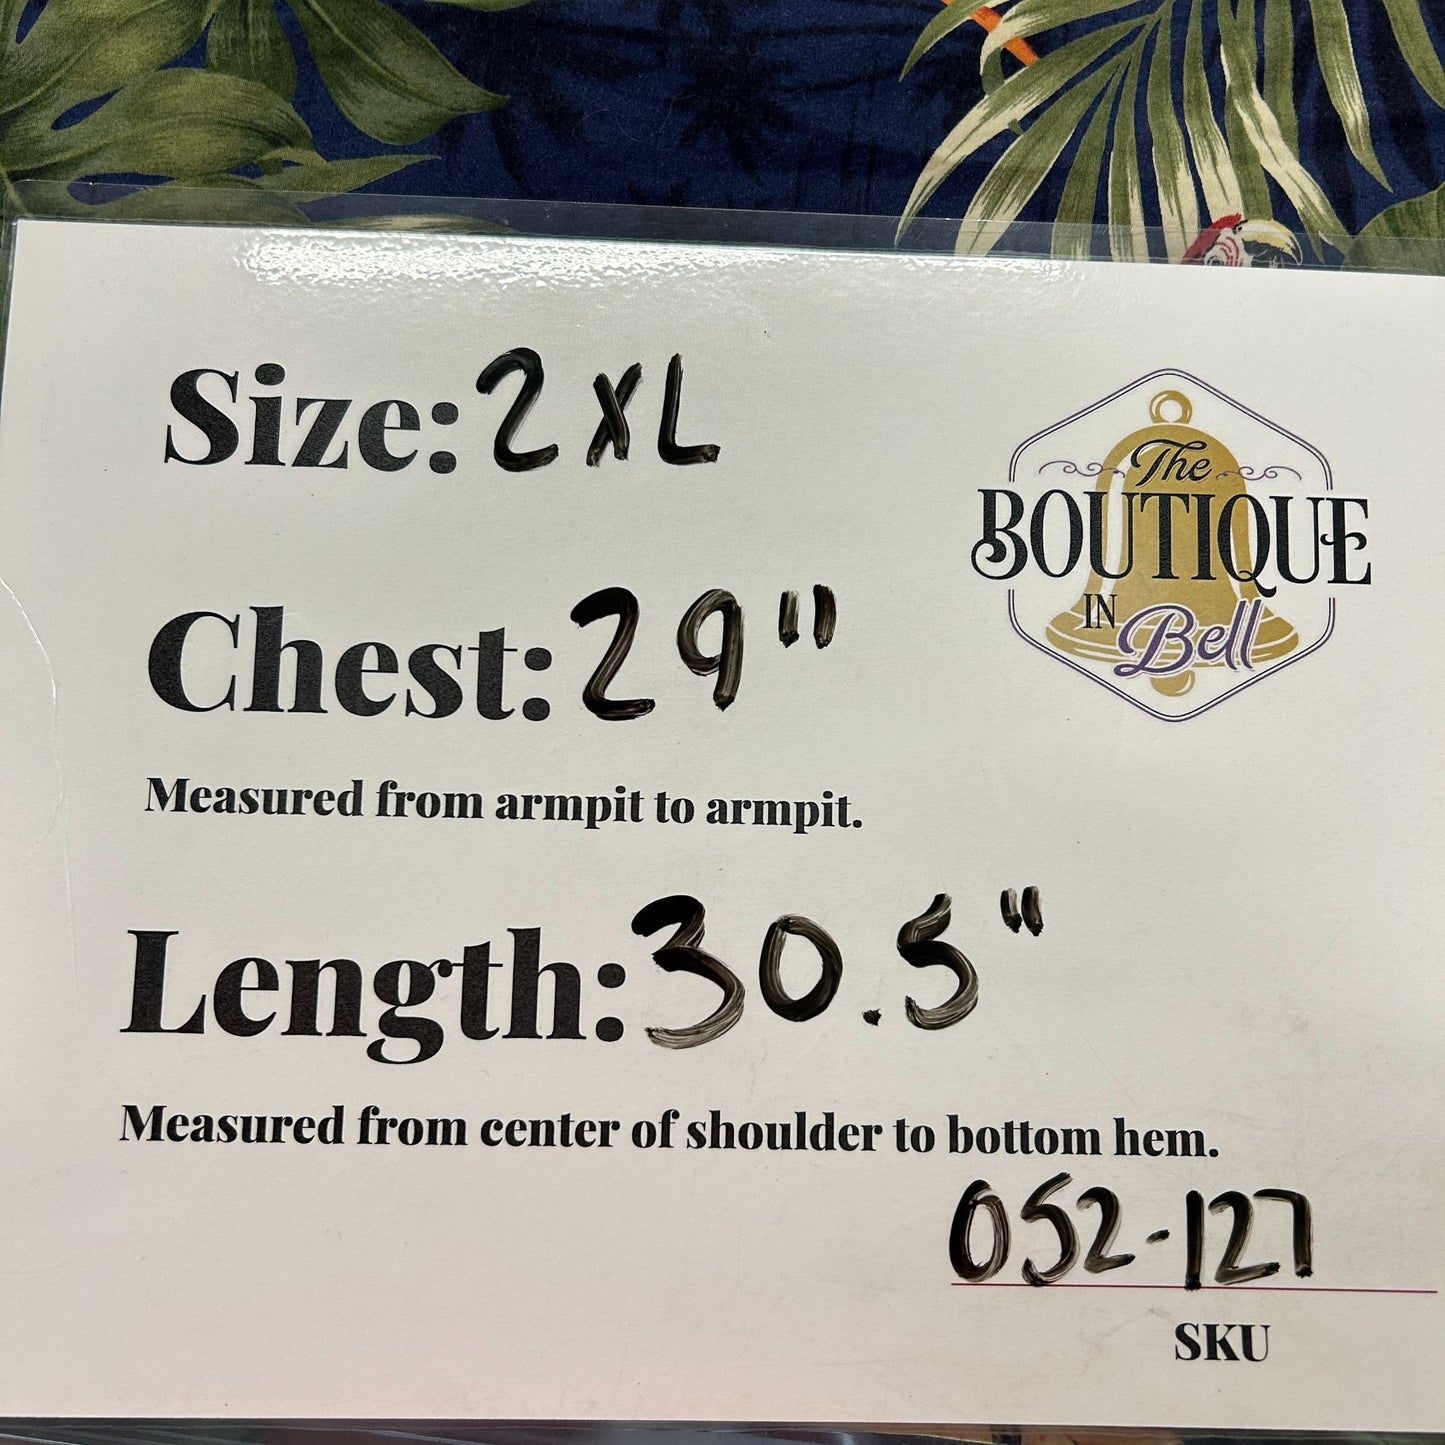 Size: 2XL
The
BOUTIQUE
IN
Bell
Chest: 29"
Measured from armpit to armpit.
Length: 30.5"
Measured from center of shoulder to bottom hem.
052-127
SKU